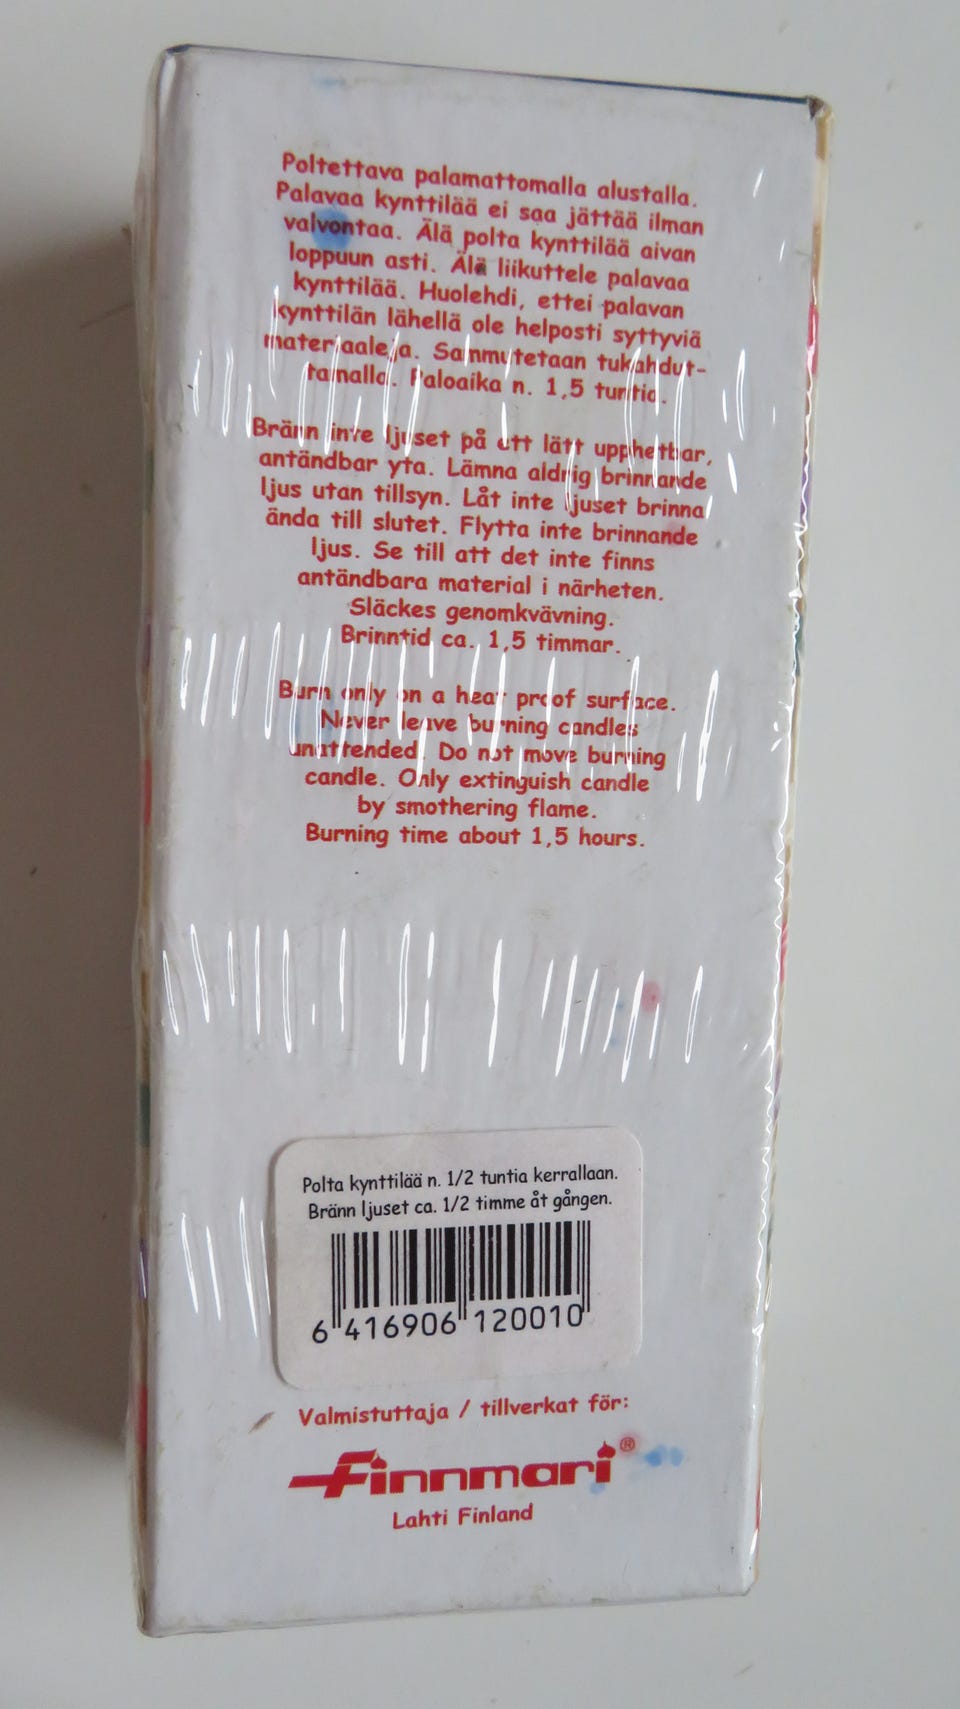 Poltettava palamattomalla alustalla.
Palavaa kynttilää ei saa jättää ilman
valvontaa. Älä polta kynttilää aivan
loppuun asti. Älä liikuttele palavaa
kynttilää. Huolehdi, ettei palavan
kynttilän lähellä ole helposti syttyviä
materiaaleja. Sammutetaan tukahdut-
tamalla. Paloaika n. 1,5 tuntia.
Bränn inte ljuset på ett lätt upphetbar,
antändbar yta. Lämna aldrig brinnande
ljus utan tillsyn. Låt inte ljuset brinna
ända till slutet. Flytta inte brinnande
ljus. Se till att det inte finns
antändbara material i närheten.
Släckes genomkvävning.
Brinntid ca. 1,5 timmar.
Burn only on a heat proof surface.
Never leave burning candles
unattended. Do not move burning
candle. Only extinguish candle
by smothering flame.
Burning time about 1,5 hours.
Polta kynttilää n. 1/2 tuntia kerrallaan.
Bränn ljuset ca. 1/2 timme åt gången.
6 416906 120010
Valmistuttaja / tillverkat för:
Finnmari ®
Lahti Finland